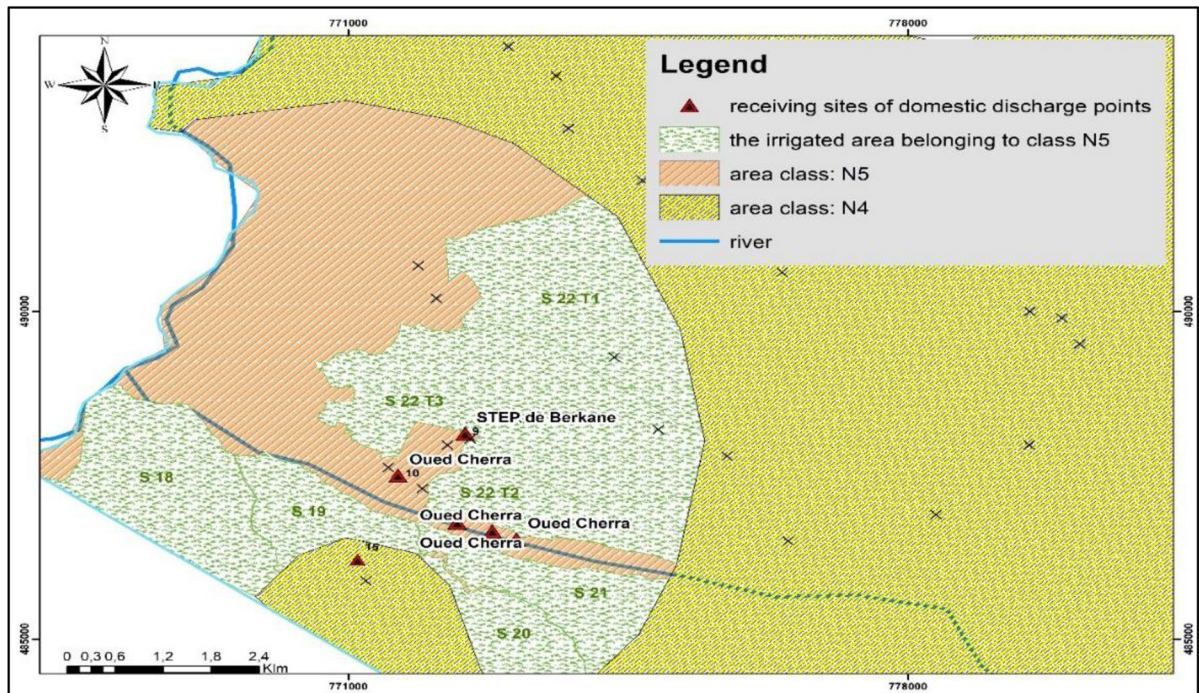 771000 778000
N
W
S
Legend
receiving sites of domestic discharge points
the irrigated area belonging to class N5
area class: N5
area class: N4
river
490000 490000
S 22 T1
S 22 T3
STEP de Berkane
9
Oued Cherra
10
S 18
S 22 T2
S 19
Oued Cherra
Oued Cherra
Oued Cherra
S 21
S 20
485000 485000
0 0,3 0,6 1,2 1,8 2,4
Klm
771000 778000